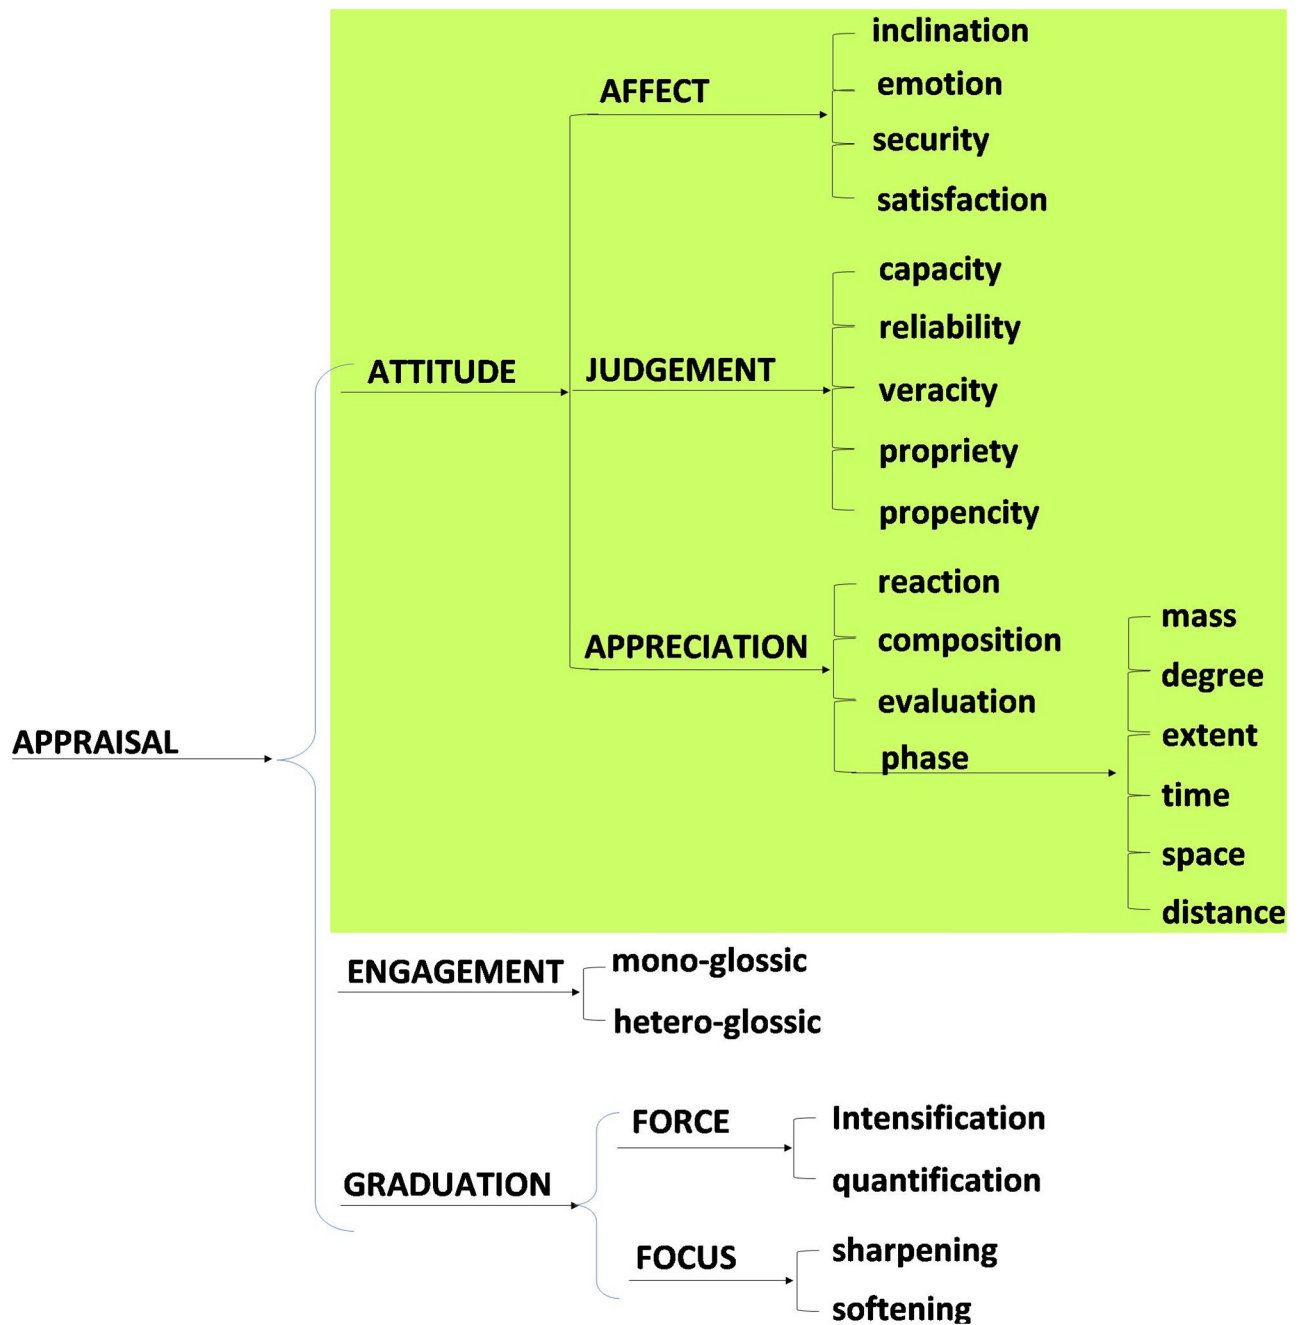 inclination
AFFECT
emotion
security
satisfaction
capacity
reliability
ATTITUDE
JUDGEMENT
veracity
propriety
propencity
reaction
APPRECIATION
composition
evaluation
phase
mass
degree
extent
time
space
distance
APPRAISAL
ENGAGEMENT
mono-glossic
hetero-glossic
GRADUATION
FORCE
Intensification
quantification
FOCUS
sharpening
softening